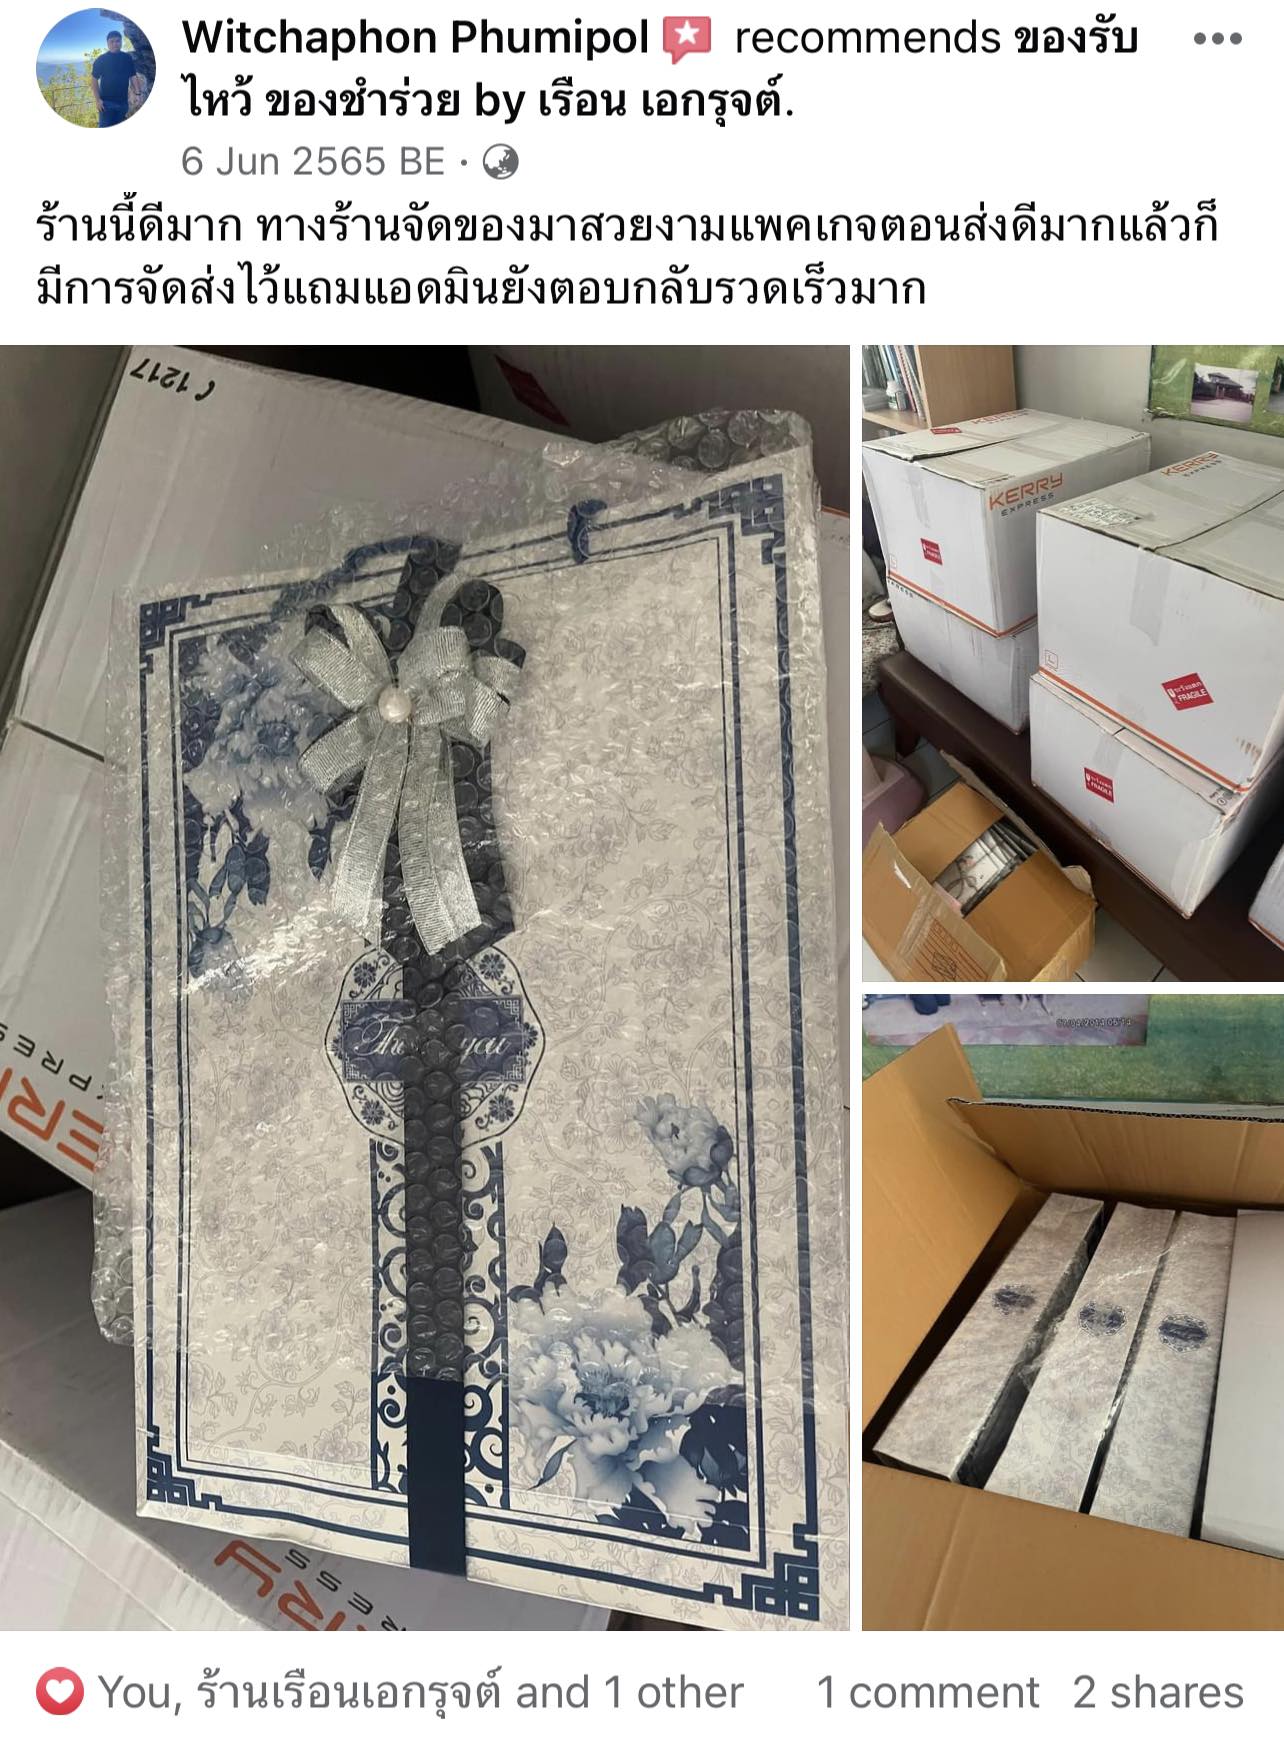 Witchaphon Phumipol recommends ของรับ
ไหว้ ของชำร่วย by เรือน เอกรุจต์.
6 Jun 2565 BE ·
ร้านนี้ดีมาก ทางร้านจัดของมาสวยงามแพคเกจตอนส่งดีมากแล้วก็
มีการจัดส่งไว้แถมแอดมินยังตอบกลับรวดเร็วมาก
1217
KERRY
EXPRESS
KERRY
EXPRESS
FRAGILE
FRAGILE
you
You, ร้านเรือนเอกรุจต์ and 1 other
1 comment 2 shares